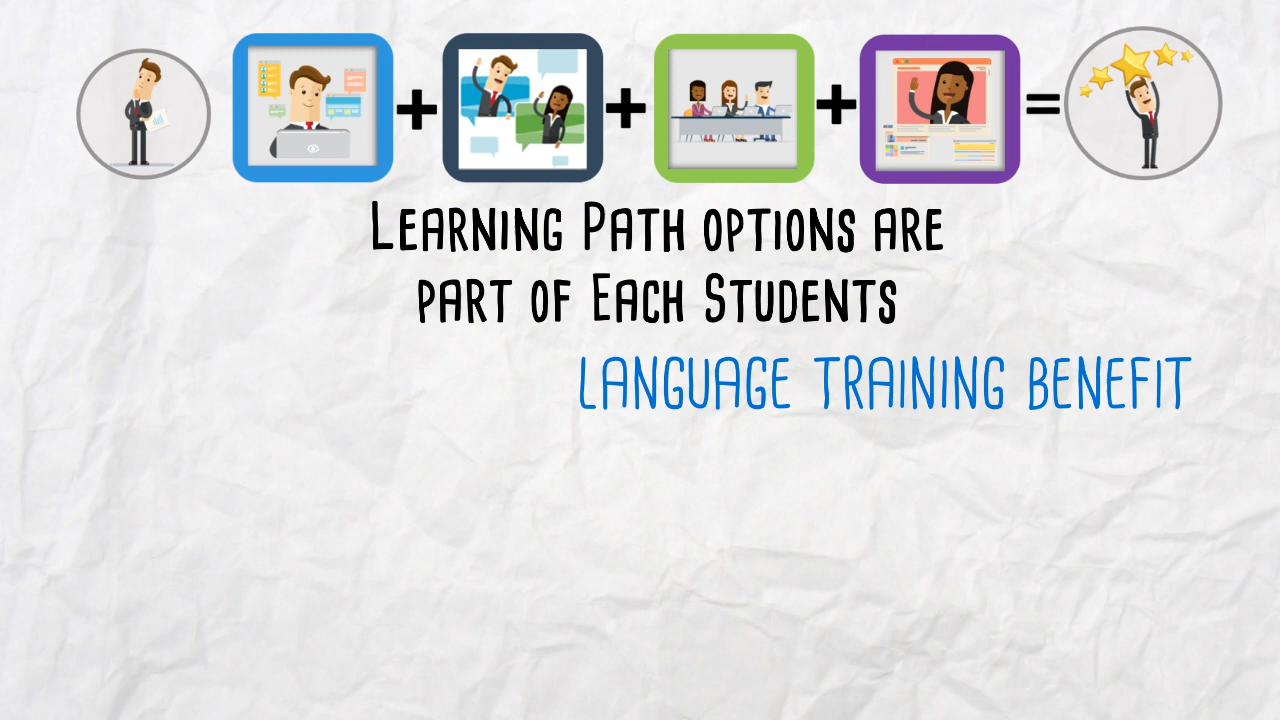 Learning Path options are
part of Each Students
LANGUAGE TRAINING BENEFIT